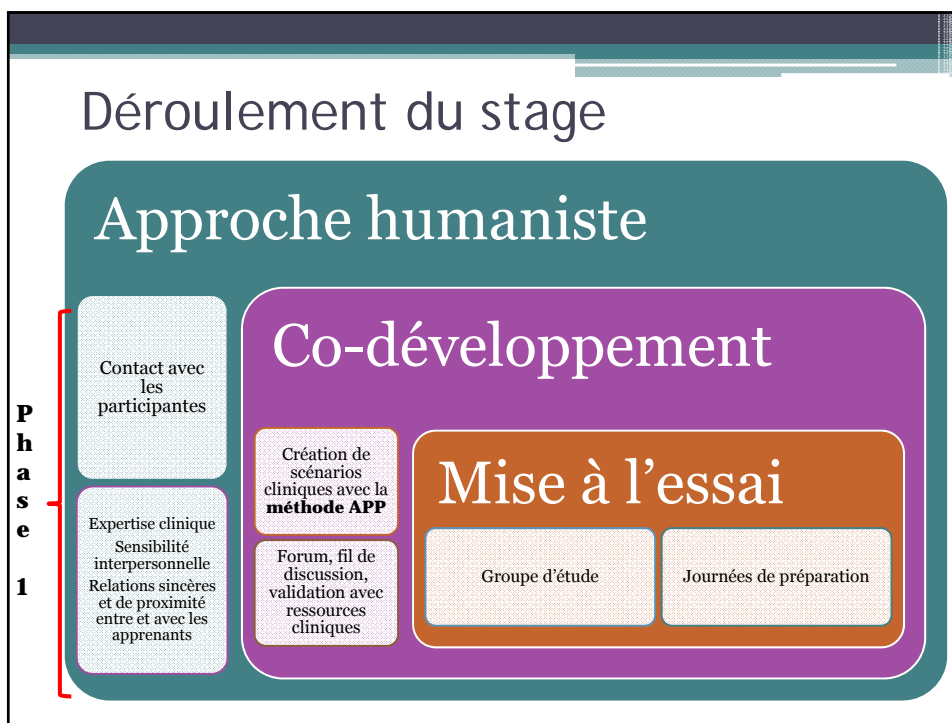 Déroulement du stage
Approche humaniste
P
h
a
s
e
1
Contact avec
les
participantes
Expertise clinique
Sensibilité
interpersonnelle
Relations sincères
et de proximité
entre et avec les
apprenants
Co-développement
Création de
scénarios
cliniques avec la
méthode APP
Forum, fil de
discussion,
validation avec
ressources
cliniques
Mise à l’essai
Groupe d’étude
Journées de préparation